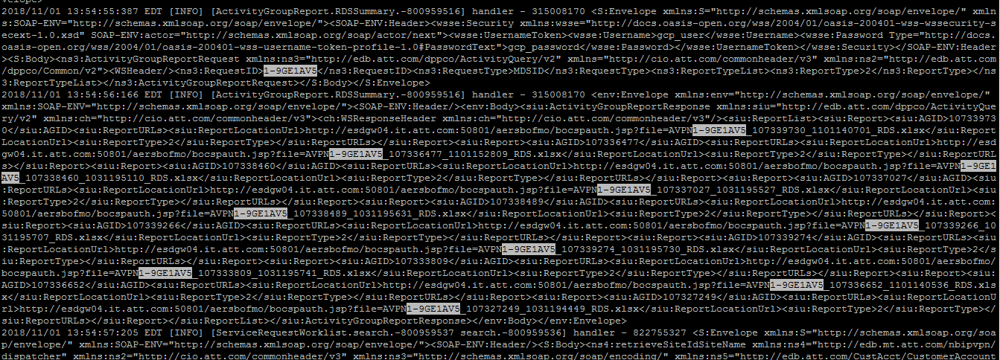 velope>
2018/11/01 13:54:55:387 EDT [INFO] [ActivityGroupReport.RDSSummary.-800959516] handler - 315008170 <S:Envelope xmlns:S="http://schemas.xmlsoap.org/soap/envelope/" xmln
s:SOAP-ENV="http://schemas.xmlsoap.org/soap/envelope/"><SOAP-ENV:Header><wsse:Security xmlns:wsse="http://docs.oasis-open.org/wss/2004/01/oasis-200401-wss-wssecurity-s
ecext-1.0.xsd" SOAP-ENV:actor="http://schemas.xmlsoap.org/soap/actor/next"><wsse:UsernameToken><wsse:Username>gcp_user</wsse:Username><wsse:Password Type="http://docs.
oasis-open.org/wss/2004/01/oasis-200401-wss-username-token-profile-1.0#PasswordText">gcp_password</wsse:Password></wsse:UsernameToken></wsse:Security></SOAP-ENV:Header
><S:Body><ns3:ActivityGroupReportRequest xmlns:ns3="http://edb.att.com/dppco/ActivityQuery/v2" xmlns="http://cio.att.com/commonheader/v3" xmlns:ns2="http://edb.att.com
/dppco/Common/v2"><WSHeader/><ns3:RequestID>1-9GE1AV5</ns3:RequestID><ns3:RequestType>MDSID</ns3:RequestType><ns3:ReportTypeList><ns3:ReportType>2</ns3:ReportType></ns
3:ReportTypeList></ns3:ActivityGroupReportRequest></S:Body></S:Envelope>
2018/11/01 13:54:56:166 EDT [INFO] [ActivityGroupReport.RDSSummary.-800959516] handler - 315008170 <env:Envelope xmlns:env="http://schemas.xmlsoap.org/soap/envelope/"
xmlns:SOAP-ENV="http://schemas.xmlsoap.org/soap/envelope/"><SOAP-ENV:Header/><env:Body><siu:ActivityGroupReportResponse xmlns:siu="http://edb.att.com/dppco/ActivityQue
ry/v2" xmlns:ch="http://cio.att.com/commonheader/v3"><ch:WSResponseHeader xmlns:ch="http://cio.att.com/commonheader/v3"/><siu:ReportList><siu:Report><siu:AGID>10733973
0</siu:AGID><siu:ReportURLs><siu:ReportLocationUrl>http://esdgw04.it.att.com:50801/aersbofmo/bocspauth.jsp?file=AVPN1-9GE1AV5_107339730_1101140701_RDS.xlsx</siu:Report
LocationUrl><siu:ReportType>2</siu:ReportType></siu:ReportURLs></siu:Report><siu:Report><siu:AGID>107336477</siu:AGID><siu:ReportURLs><siu:ReportLocationUrl>http://esd
gw04.it.att.com:50801/aersbofmo/bocspauth.jsp?file=AVPN1-9GE1AV5_107336477_1101152809_RDS.xlsx</siu:ReportLocationUrl><siu:ReportType>2</siu:ReportType></siu:ReportURL
s></siu:Report><siu:Report><siu:AGID>107338460</siu:AGID><siu:ReportURLs><siu:ReportLocationUrl>http://esdgw04.it.att.com:50801/aersbofmo/bocspauth.jsp?file=AVPN1-9GE1
AV5_107338460_1031195110_RDS.xlsx</siu:ReportLocationUrl><siu:ReportType>2</siu:ReportType></siu:ReportURLs></siu:Report><siu:Report><siu:AGID>107337027</siu:AGID><siu
:ReportURLs><siu:ReportLocationUrl>http://esdgw04.it.att.com:50801/aersbofmo/bocspauth.jsp?file=AVPN1-9GE1AV5_107337027_1031195527_RDS.xlsx</siu:ReportLocationUrl><siu
:ReportType>2</siu:ReportType></siu:ReportURLs></siu:Report><siu:Report><siu:AGID>107338489</siu:AGID><siu:ReportURLs><siu:ReportLocationUrl>http://esdgw04.it.att.com:
50801/aersbofmo/bocspauth.jsp?file=AVPN1-9GE1AV5_107338489_1031195631_RDS.xlsx</siu:ReportLocationUrl><siu:ReportType>2</siu:ReportType></siu:ReportURLs></siu:Report><
siu:Report><siu:AGID>107339266</siu:AGID><siu:ReportURLs><siu:ReportLocationUrl>http://esdgw04.it.att.com:50801/aersbofmo/bocspauth.jsp?file=AVPN1-9GE1AV5_107339266_10
31195707_RDS.xlsx</siu:ReportLocationUrl><siu:ReportType>2</siu:ReportType></siu:ReportURLs></siu:Report><siu:Report><siu:AGID>107339274</siu:AGID><siu:ReportURLs><siu
:ReportLocationUrl>http://esdgw04.it.att.com:50801/aersbofmo/bocspauth.jsp?file=AVPN1-9GE1AV5_107339274_1031195730_RDS.xlsx</siu:ReportLocationUrl><siu:ReportType>2</s
iu:ReportType></siu:ReportURLs></siu:Report><siu:Report><siu:AGID>107333809</siu:AGID><siu:ReportURLs><siu:ReportLocationUrl>http://esdgw04.it.att.com:50801/aersbofmo/
bocspauth.jsp?file=AVPN1-9GE1AV5_107333809_1031195741_RDS.xlsx</siu:ReportLocationUrl><siu:ReportType>2</siu:ReportType></siu:ReportURLs></siu:Report><siu:Report><siu:
AGID>107336652</siu:AGID><siu:ReportURLs><siu:ReportLocationUrl>http://esdgw04.it.att.com:50801/aersbofmo/bocspauth.jsp?file=AVPN1-9GE1AV5_107336652_1101140536_RDS.xls
x</siu:ReportLocationUrl><siu:ReportType>2</siu:ReportType></siu:ReportURLs></siu:Report><siu:Report><siu:AGID>107327249</siu:AGID><siu:ReportURLs><siu:ReportLocationU
rl>http://esdgw04.it.att.com:50801/aersbofmo/bocspauth.jsp?file=AVPN1-9GE1AV5_107327249_1031194449_RDS.xlsx</siu:ReportLocationUrl><siu:ReportType>2</siu:ReportType></
siu:ReportURLs></siu:Report></siu:ReportList></siu:ActivityGroupReportResponse></env:Body></env:Envelope>
2018/11/01 13:54:57:205 EDT [INFO] [ServiceRequestWorklist.search.-800959537 search.-800959536] handler - 822755327 <S:Envelope xmlns:S="http://schemas.xmlsoap.org/soa
p/envelope/" xmlns:SOAP-ENV="http://schemas.xmlsoap.org/soap/envelope/"><SOAP-ENV:Header/><S:Body><ns4:retrieveSiteIdSiteName xmlns:ns4="http://edb.mt.att.com/nbipvpn/
dispatcher" xmlns:ns2="http://cio.att.com/commonheader/v3" xmlns:ns3="http://schemas.xmlsoap.org/soap/encoding/" xmlns:ns5="http://edb.att.com/CustAcct/CustomerAccount